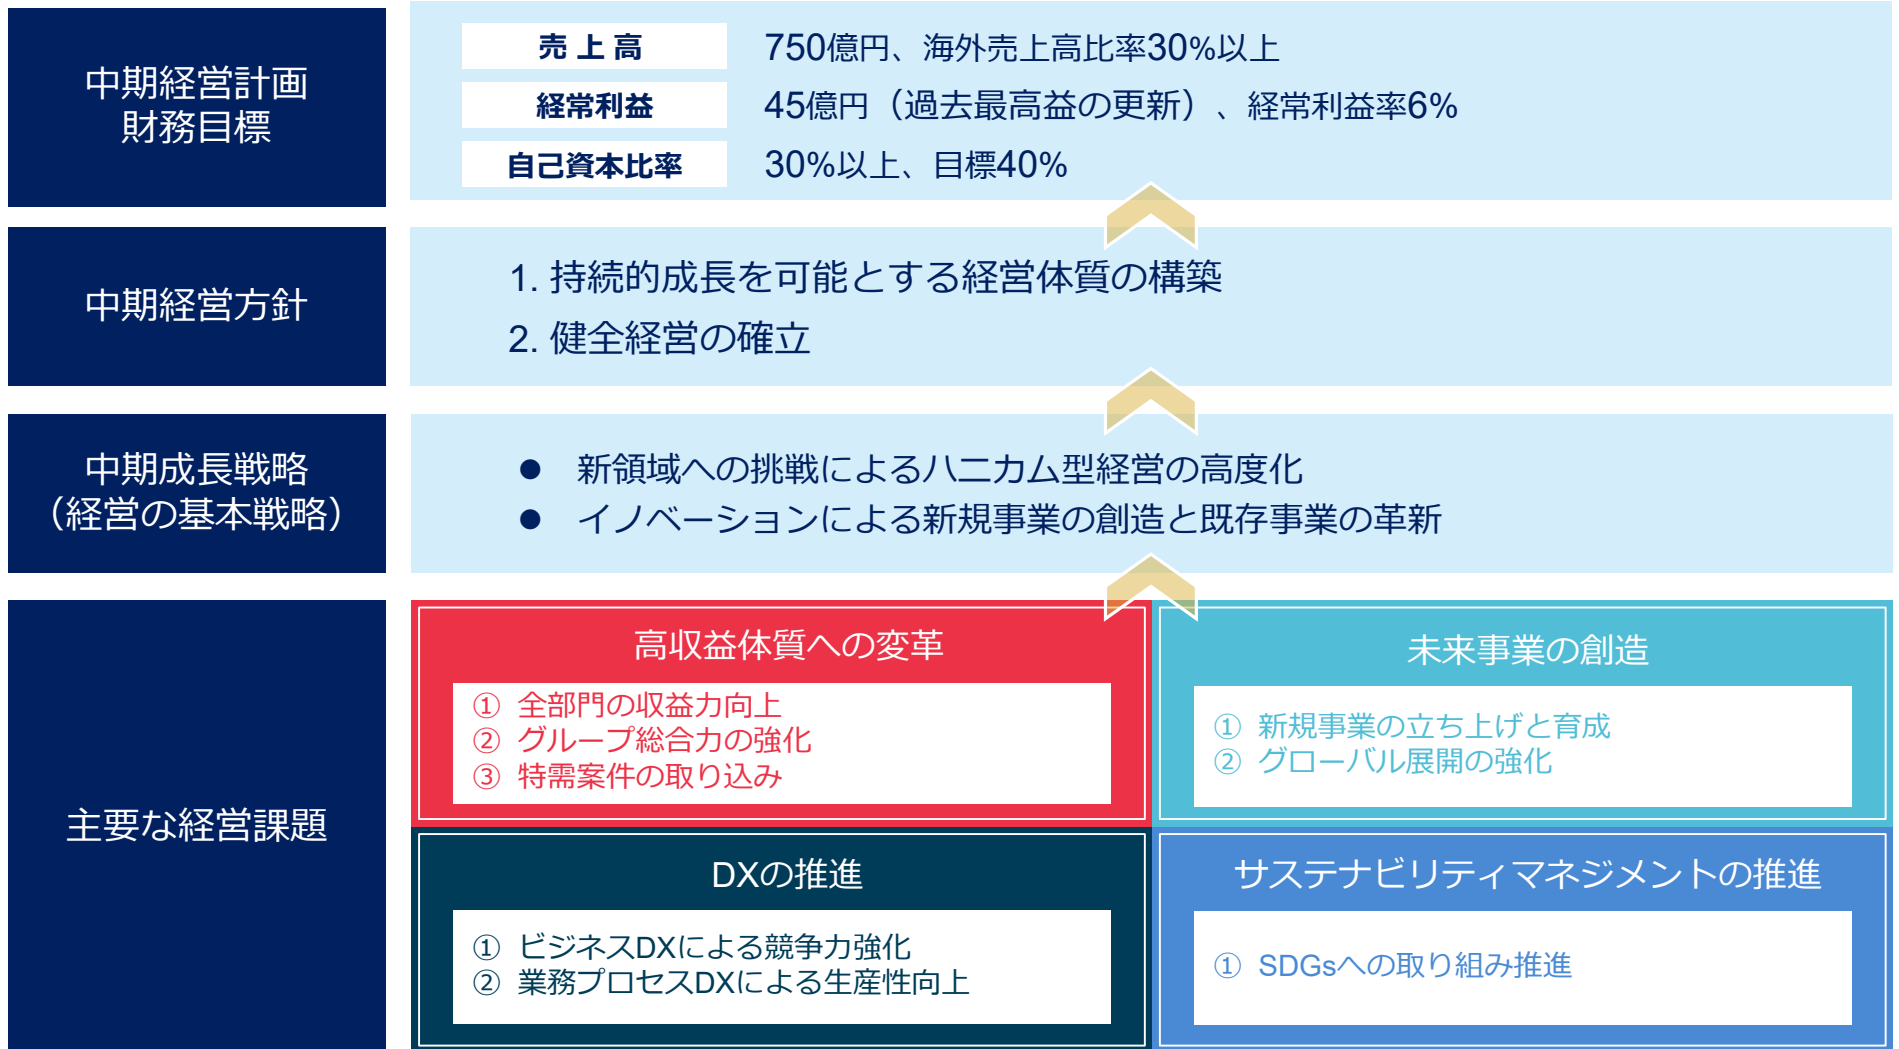 中期経営計画
財務目標
売上高 750億円、海外売上高比率30%以上
経常利益 45億円（過去最高益の更新）、経常利益率6%
自己資本比率 30%以上、目標40%
中期経営方針
1. 持続的成長を可能とする経営体質の構築
2. 健全経営の確立
中期成長戦略
（経営の基本戦略）
● 新領域への挑戦によるハニカム型経営の高度化
● イノベーションによる新規事業の創造と既存事業の革新
主要な経営課題
高収益体質への変革
① 全部門の収益力向上
② グループ総合力の強化
③ 特需案件の取り込み
未来事業の創造
① 新規事業の立ち上げと育成
② グローバル展開の強化
DXの推進
① ビジネスDXによる競争力強化
② 業務プロセスDXによる生産性向上
サステナビリティマネジメントの推進
① SDGsへの取り組み推進